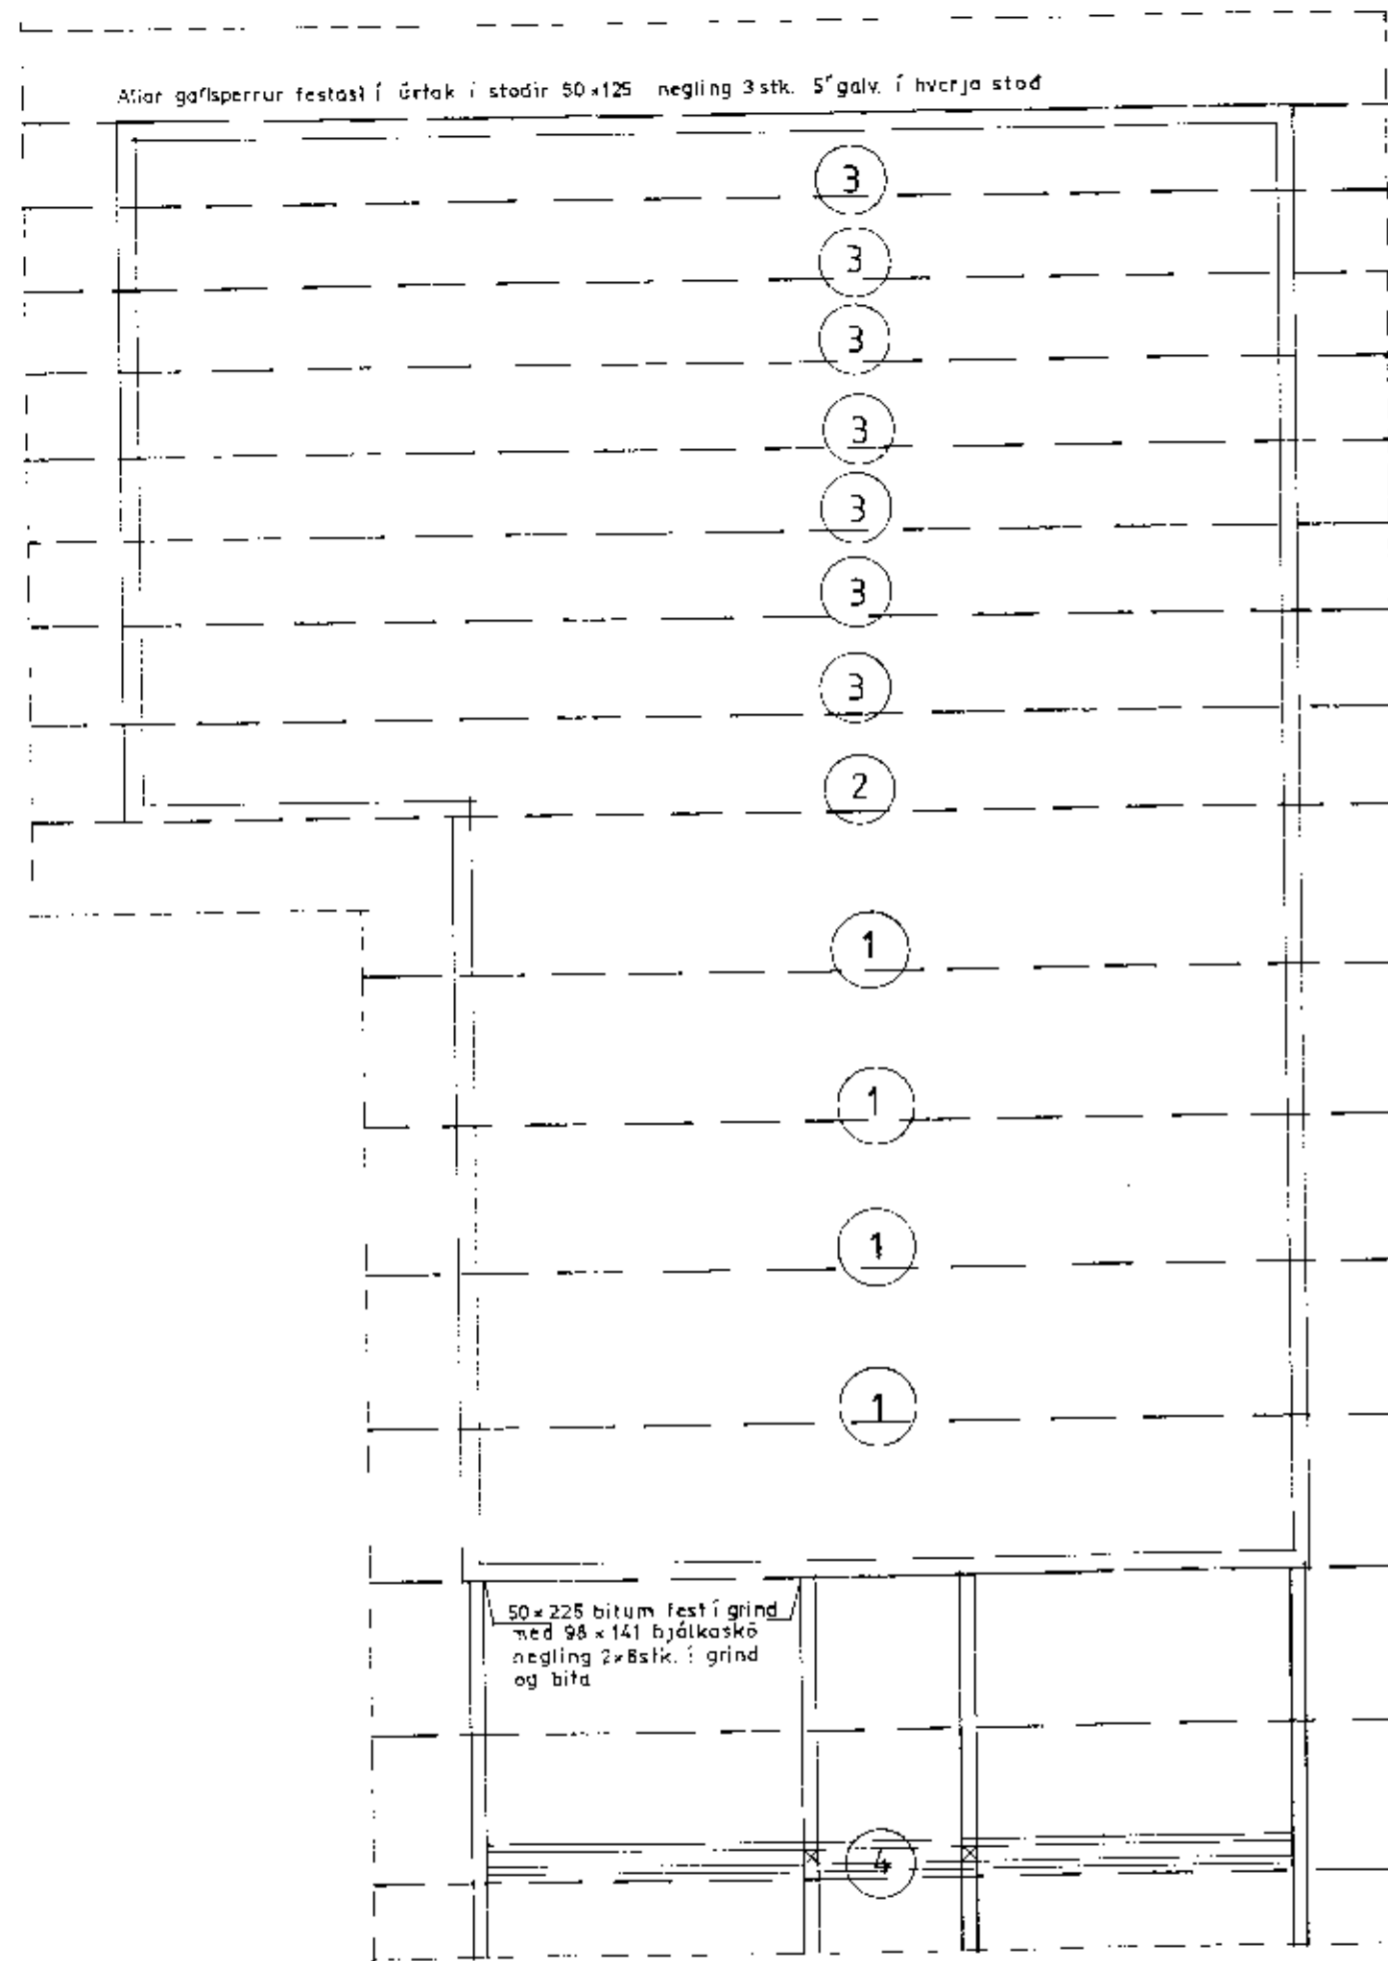 Allar gaflsperrur festast í úrtak í stodir 50×125 negling 3 stk. 5" galv. í hverja stoð
3
3
3
3
3
3
3
2
1
1
1
1
50×225 bitum fest í grind
með 98×141 bjálkaskó
negling 2×8stk. í grind
og bita
4